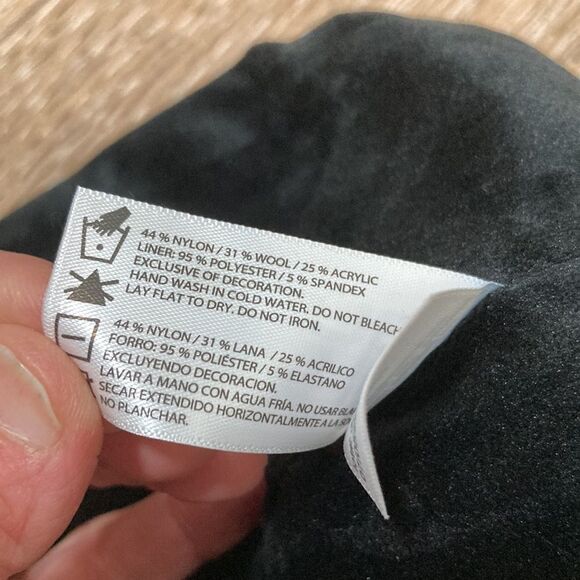 44 % NYLON / 31 % WOOL / 25 % ACRYLIC
LINER: 95 % POLYESTER / 5 % SPANDEX
EXCLUSIVE OF DECORATION.
HAND WASH IN COLD WATER. DO NOT BLEACH
LAY FLAT TO DRY. DO NOT IRON.
44 % NYLON / 31 % LANA / 25 % ACRILICO
FORRO: 95 % POLIÉSTER / 5 % ELASTANO
EXCLUYENDO DECORACION.
LAVAR A MANO CON AGUA FRÍA. NO USAR
SECAR EXTENDIDO HORIZONTALMENTE A LA
NO PLANCHAR.